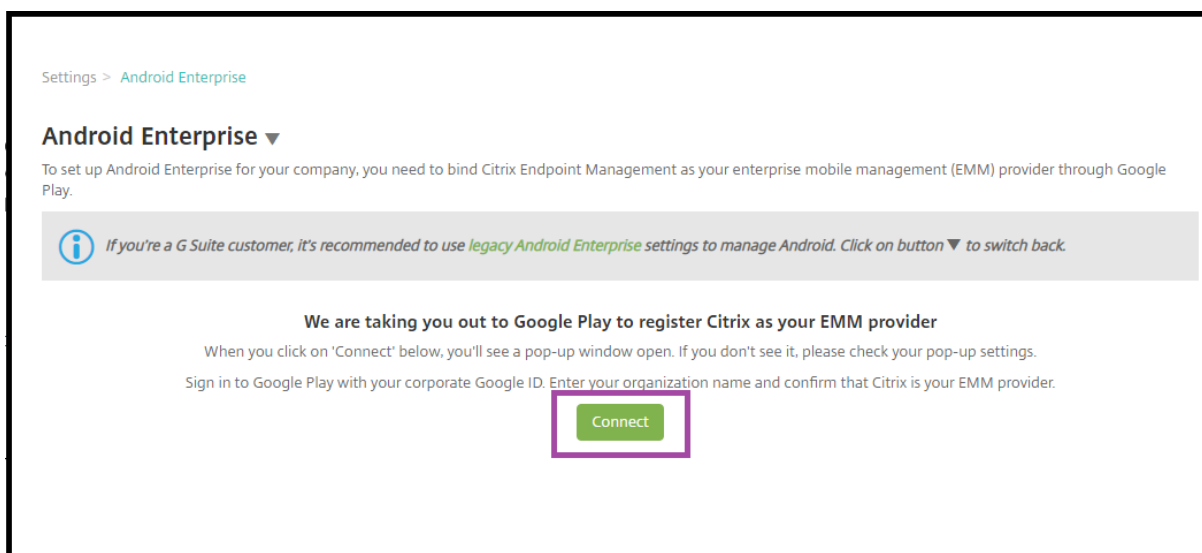 Settings > Android Enterprise
Android Enterprise ▼
To set up Android Enterprise for your company, you need to bind Citrix Endpoint Management as your enterprise mobile management (EMM) provider through Google
Play.
If you're a G Suite customer, it's recommended to use legacy Android Enterprise settings to manage Android. Click on button ▼ to switch back.
We are taking you out to Google Play to register Citrix as your EMM provider
When you click on 'Connect' below, you'll see a pop-up window open. If you don't see it, please check your pop-up settings.
Sign in to Google Play with your corporate Google ID. Enter your organization name and confirm that Citrix is your EMM provider.
Connect